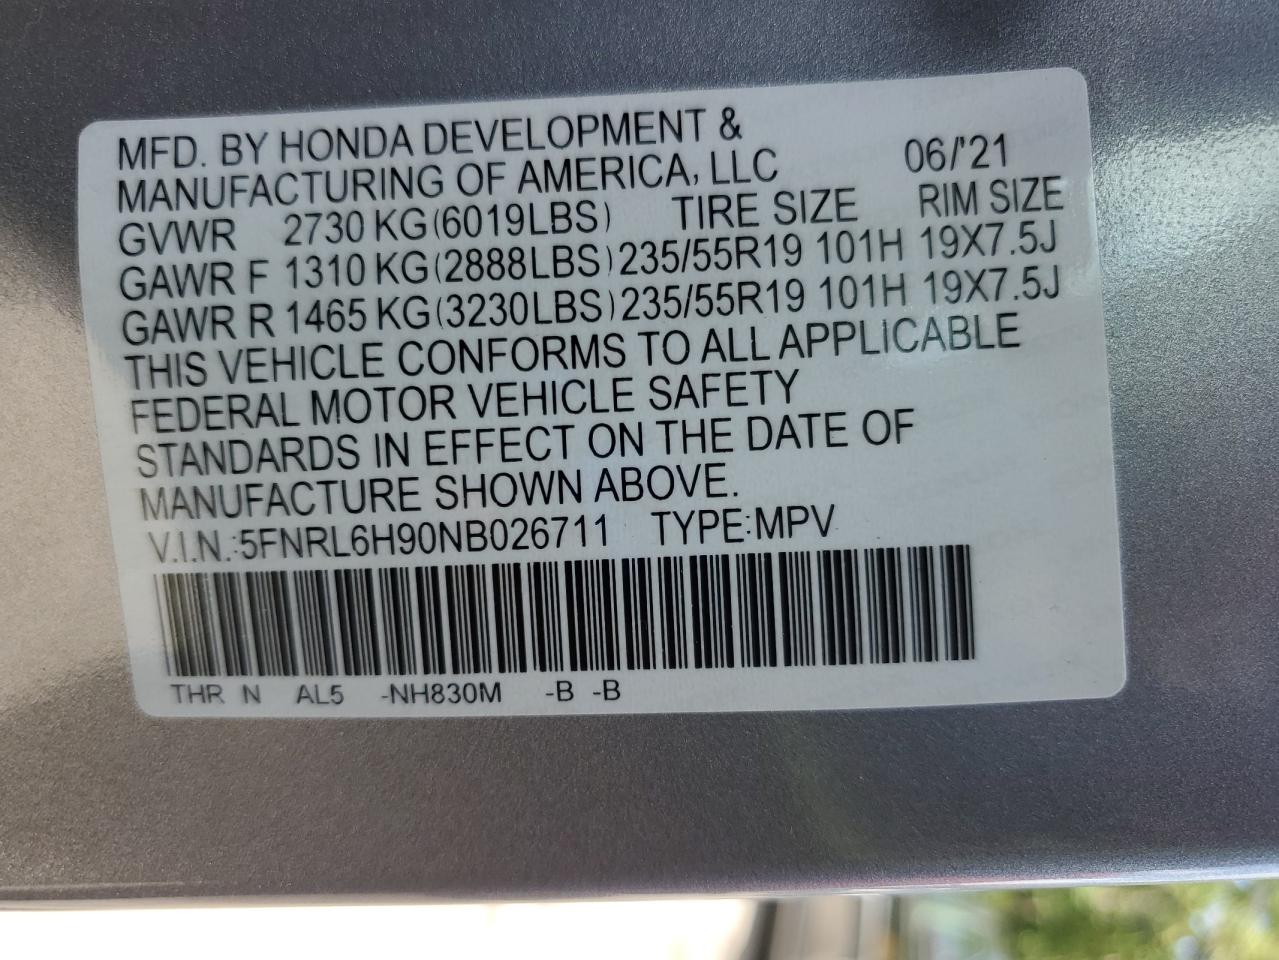 MFD. BY HONDA DEVELOPMENT &
MANUFACTURING OF AMERICA, LLC 06/'21
GVWR 2730 KG(6019LBS) TIRE SIZE RIM SIZE
GAWR F 1310 KG(2888LBS) 235/55R19 101H 19X7.5J
GAWR R 1465 KG(3230LBS) 235/55R19 101H 19X7.5J
THIS VEHICLE CONFORMS TO ALL APPLICABLE
FEDERAL MOTOR VEHICLE SAFETY
STANDARDS IN EFFECT ON THE DATE OF
MANUFACTURE SHOWN ABOVE.
V.I.N.:5FNRL6H90NB026711 TYPE:MPV
THR N AL5 -NH830M -B -B